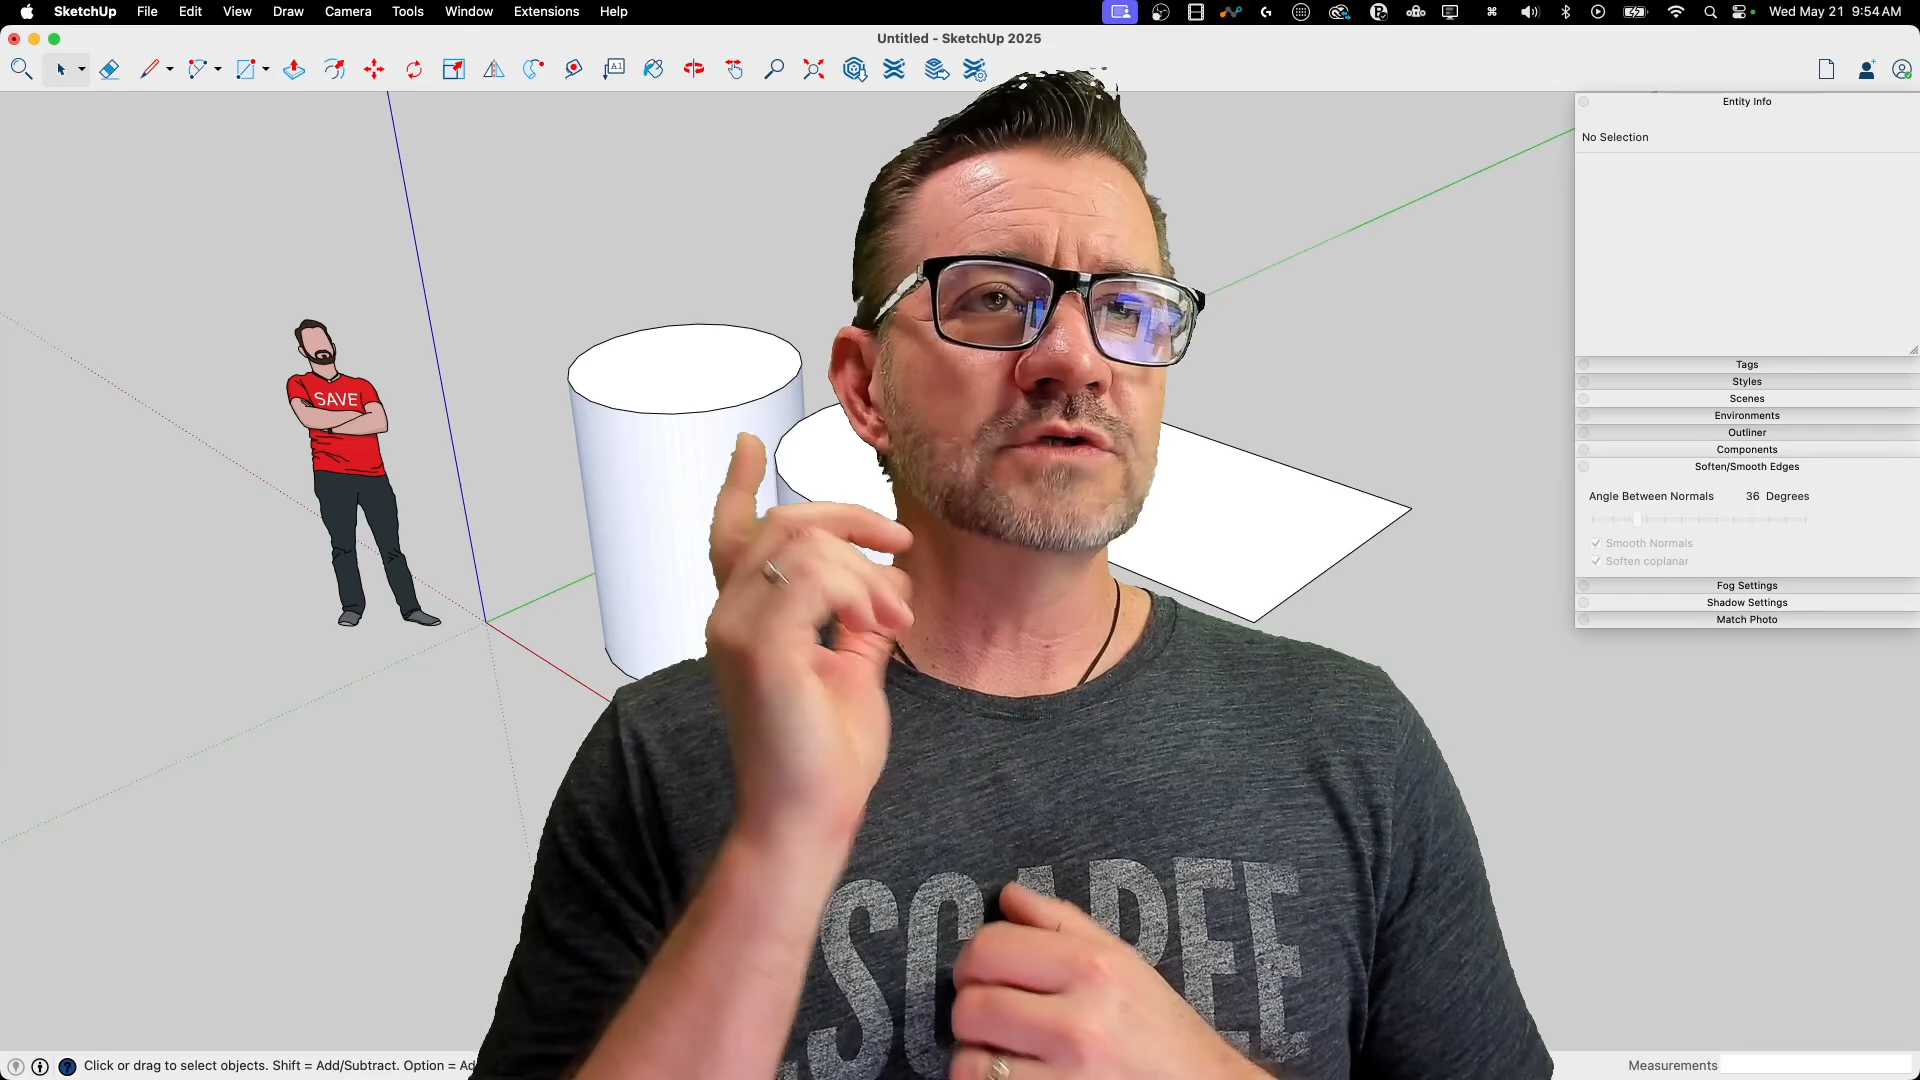 SketchUp File Edit View Draw Camera Tools Window Extensions Help Wed May 21 9:54 AM
Untitled - SketchUp 2025
A1
Entity Info
No Selection
Tags
Styles
Scenes
Environments
Outliner
Components
Soften/Smooth Edges
Angle Between Normals 36 Degrees
Smooth Normals
Soften coplanar
Fog Settings
Shadow Settings
Match Photo
SAVE
Click or drag to select objects. Shift = Add/Subtract. Option = Ad
Measurements